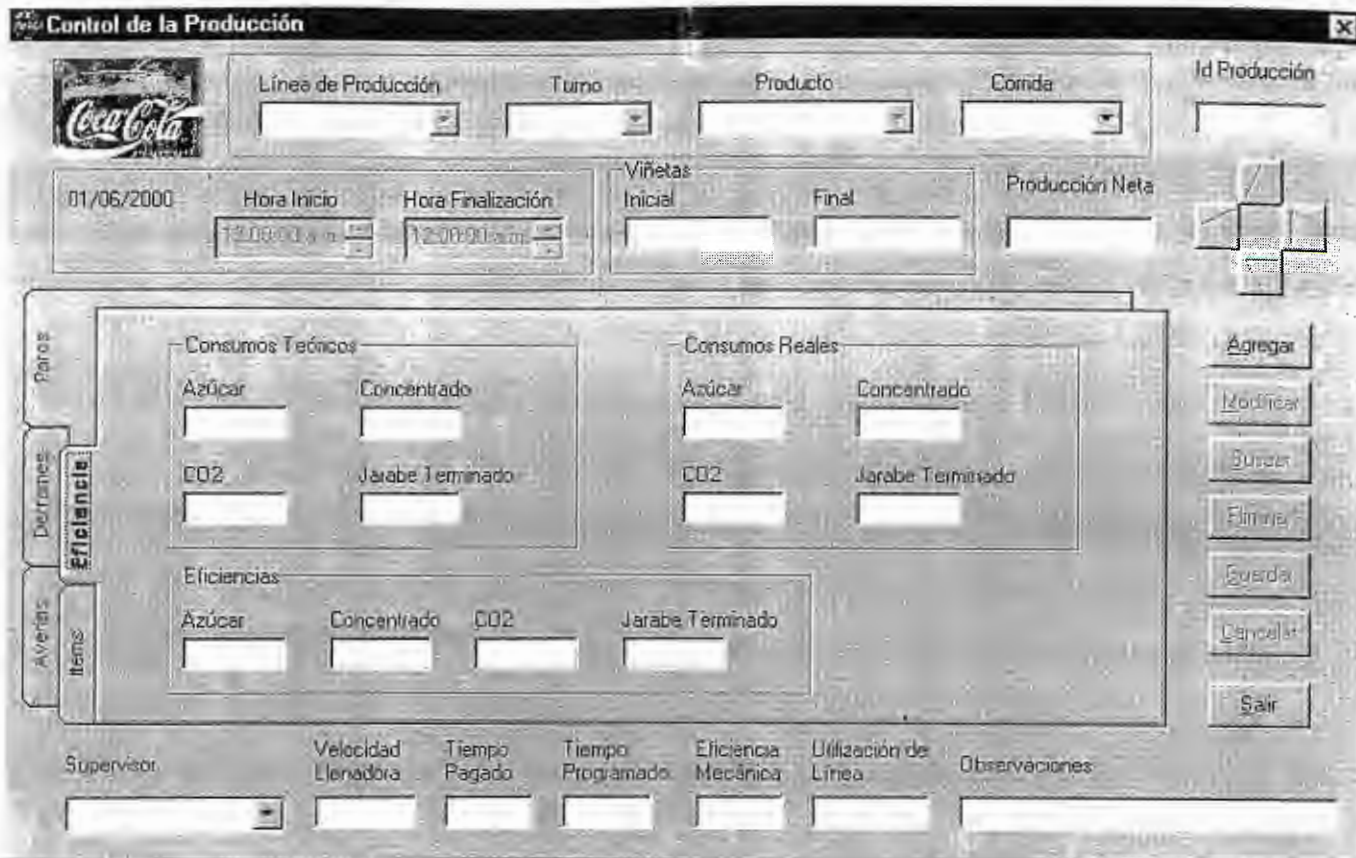 Control de la Producción
Coca-Cola
Línea de Producción Turno Producto Corrida Id Producción
Viñetas
01/06/2000 Hora Inicio Hora Finalización Inicial Final Producción Neta
12:00:00 a.m. 12:00:00 a.m.
Paros
Derrames
Averías
Eficiencia
Items
Consumos Teóricos
Azúcar Concentrado
CO2 Jarabe Terminado
Consumos Reales
Azúcar Concentrado
CO2 Jarabe Terminado
Eficiencias
Azúcar Concentrado CO2 Jarabe Terminado
Agregar
Modificar
Buscar
Eliminar
Guardar
Cancelar
Salir
Supervisor Velocidad Llenadora Tiempo Pagado Tiempo Programado Eficiencia Mecánica Utilización de Línea Observaciones